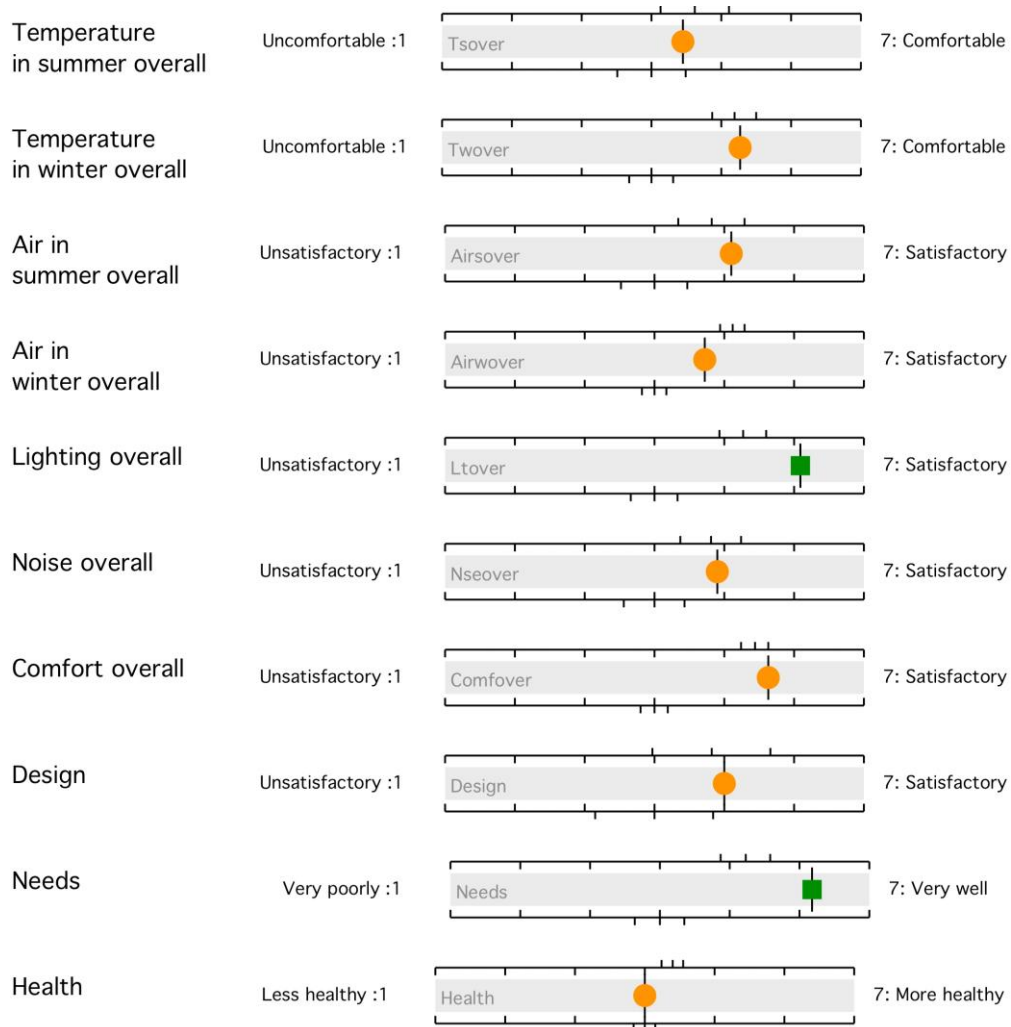 Temperature
in summer overall
Uncomfortable :1
Tsover
7: Comfortable
Temperature
in winter overall
Uncomfortable :1
Twover
7: Comfortable
Air in
summer overall
Unsatisfactory :1
Airsover
7: Satisfactory
Air in
winter overall
Unsatisfactory :1
Airwover
7: Satisfactory
Lighting overall
Unsatisfactory :1
Ltover
7: Satisfactory
Noise overall
Unsatisfactory :1
Nseover
7: Satisfactory
Comfort overall
Unsatisfactory :1
Comfover
7: Satisfactory
Design
Unsatisfactory :1
Design
7: Satisfactory
Needs
Very poorly :1
Needs
7: Very well
Health
Less healthy :1
Health
7: More healthy